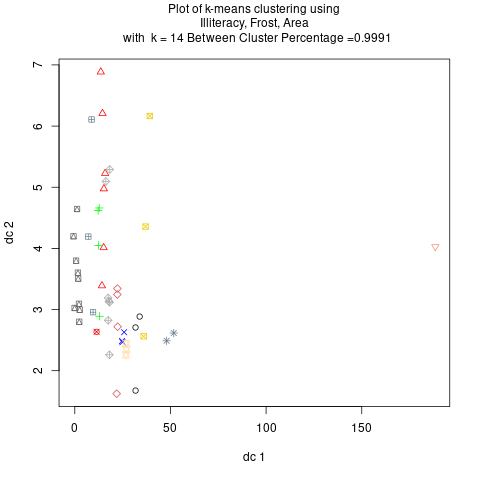 Plot of k-means clustering using
Illiteracy, Frost, Area
with k = 14 Between Cluster Percentage =0.9991
7
6
5
4
3
2
dc 2
0 50 100 150
dc 1